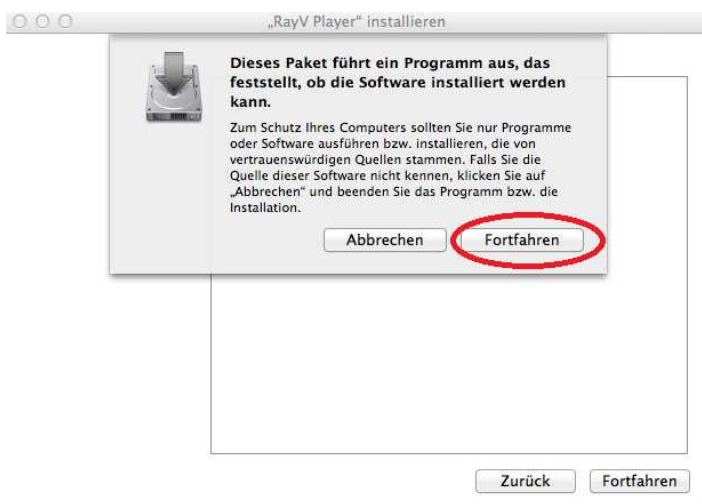 „RayV Player“ installieren
Dieses Paket führt ein Programm aus, das
feststellt, ob die Software installiert werden
kann.
Zum Schutz Ihres Computers sollten Sie nur Programme
oder Software ausführen bzw. installieren, die von
vertrauenswürdigen Quellen stammen. Falls Sie die
Quelle dieser Software nicht kennen, klicken Sie auf
„Abbrechen“ und beenden Sie das Programm bzw. die
Installation.
Abbrechen Fortfahren
Zurück Fortfahren